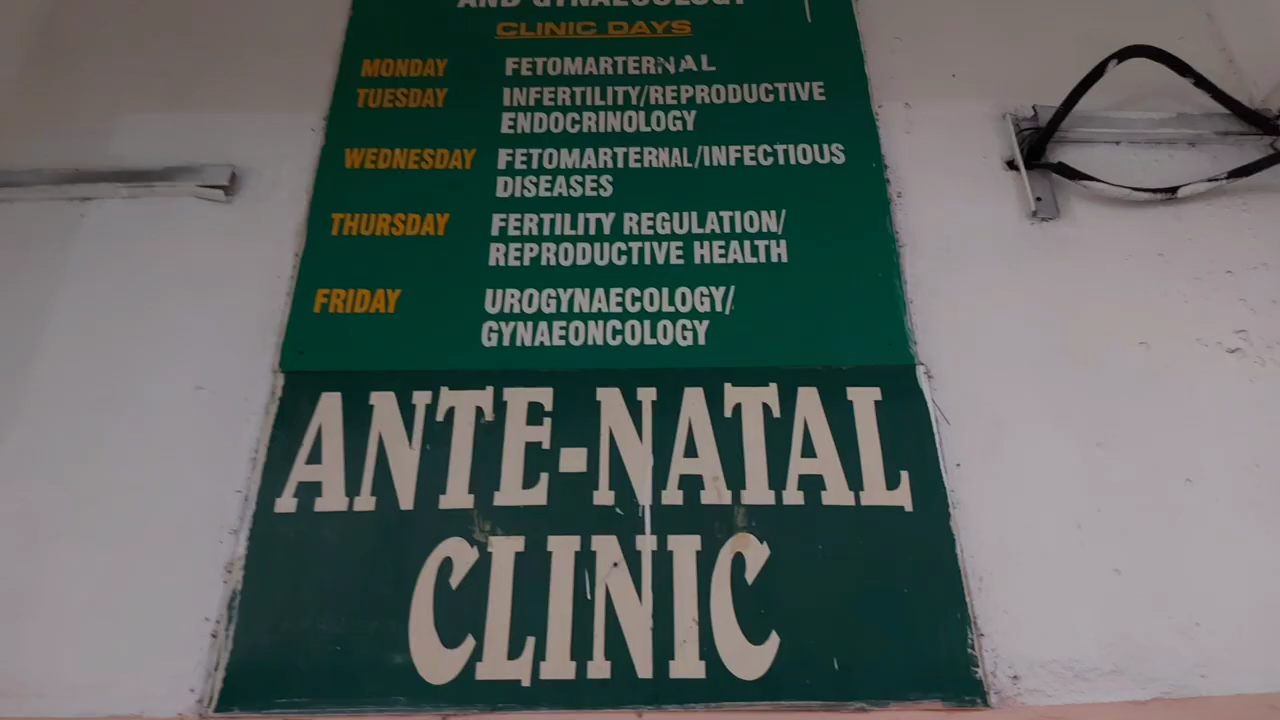 AND GYNAECOLOGY
CLINIC DAYS
MONDAY FETOMARTERNAL
TUESDAY INFERTILITY/REPRODUCTIVE
ENDOCRINOLOGY
WEDNESDAY FETOMARTERNAL/INFECTIOUS
DISEASES
THURSDAY FERTILITY REGULATION/
REPRODUCTIVE HEALTH
FRIDAY UROGYNAECOLOGY/
GYNAEONCOLOGY
ANTE-NATAL
CLINIC